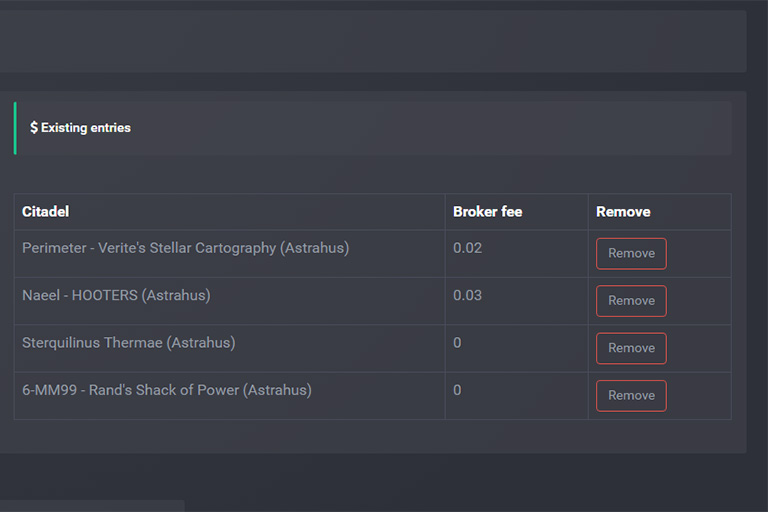 $ Existing entries
Citadel Broker fee Remove
Perimeter - Verite's Stellar Cartography (Astrahus) 0.02 Remove
Naeel - HOOTERS (Astrahus) 0.03 Remove
Sterquilinus Thermae (Astrahus) 0 Remove
6-MM99 - Rand's Shack of Power (Astrahus) 0 Remove